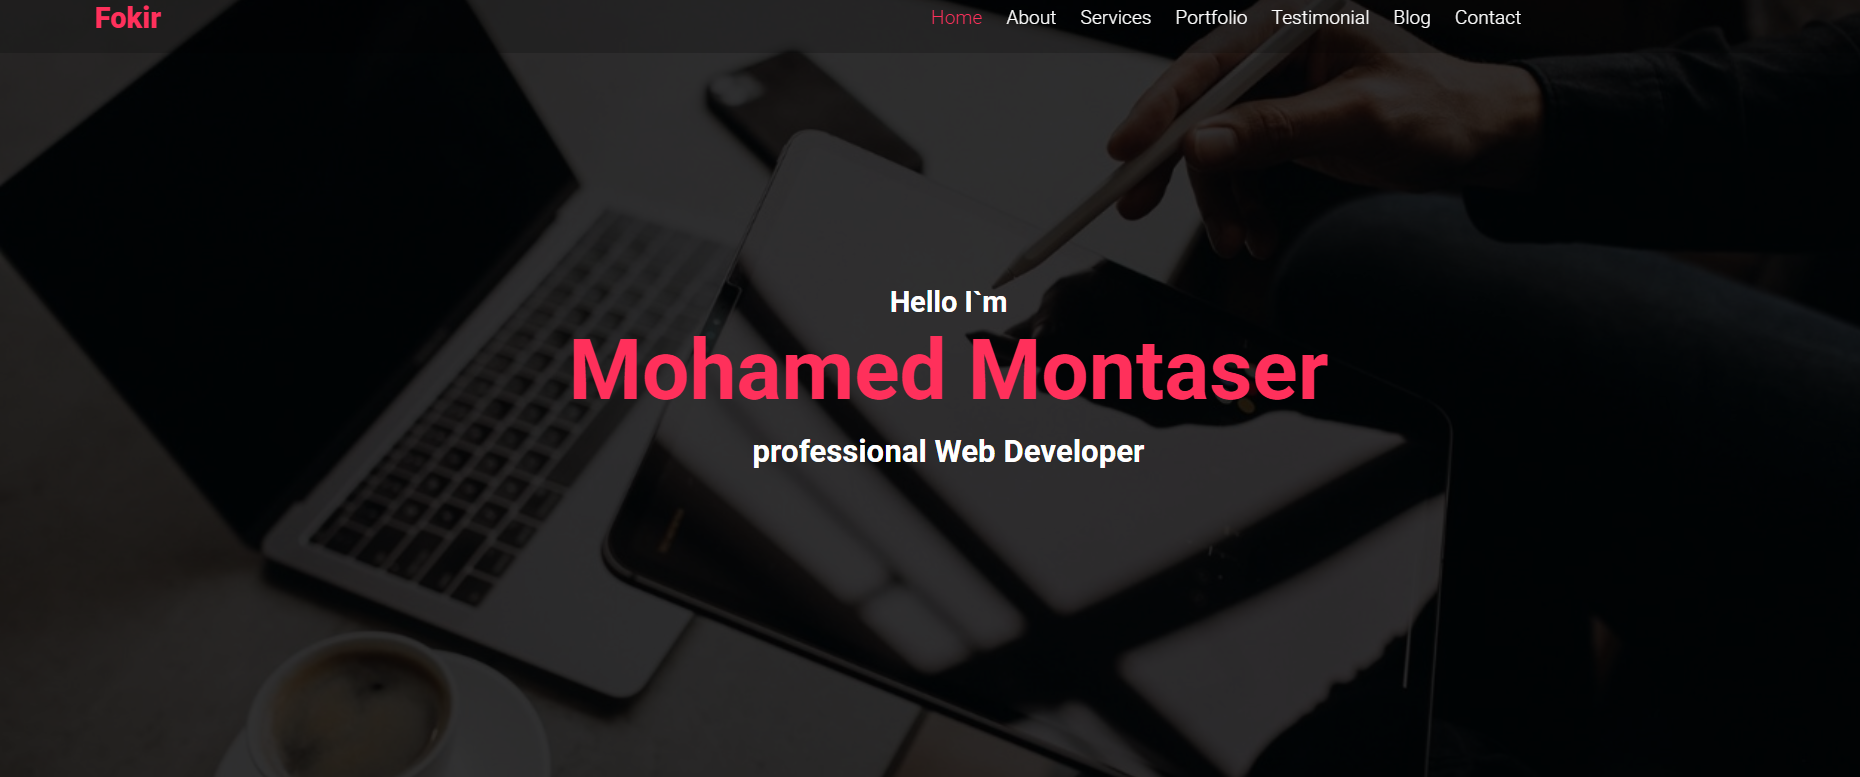 Fokir
Home About Services Portfolio Testimonial Blog Contact
Hello I`m
Mohamed Montaser
professional Web Developer